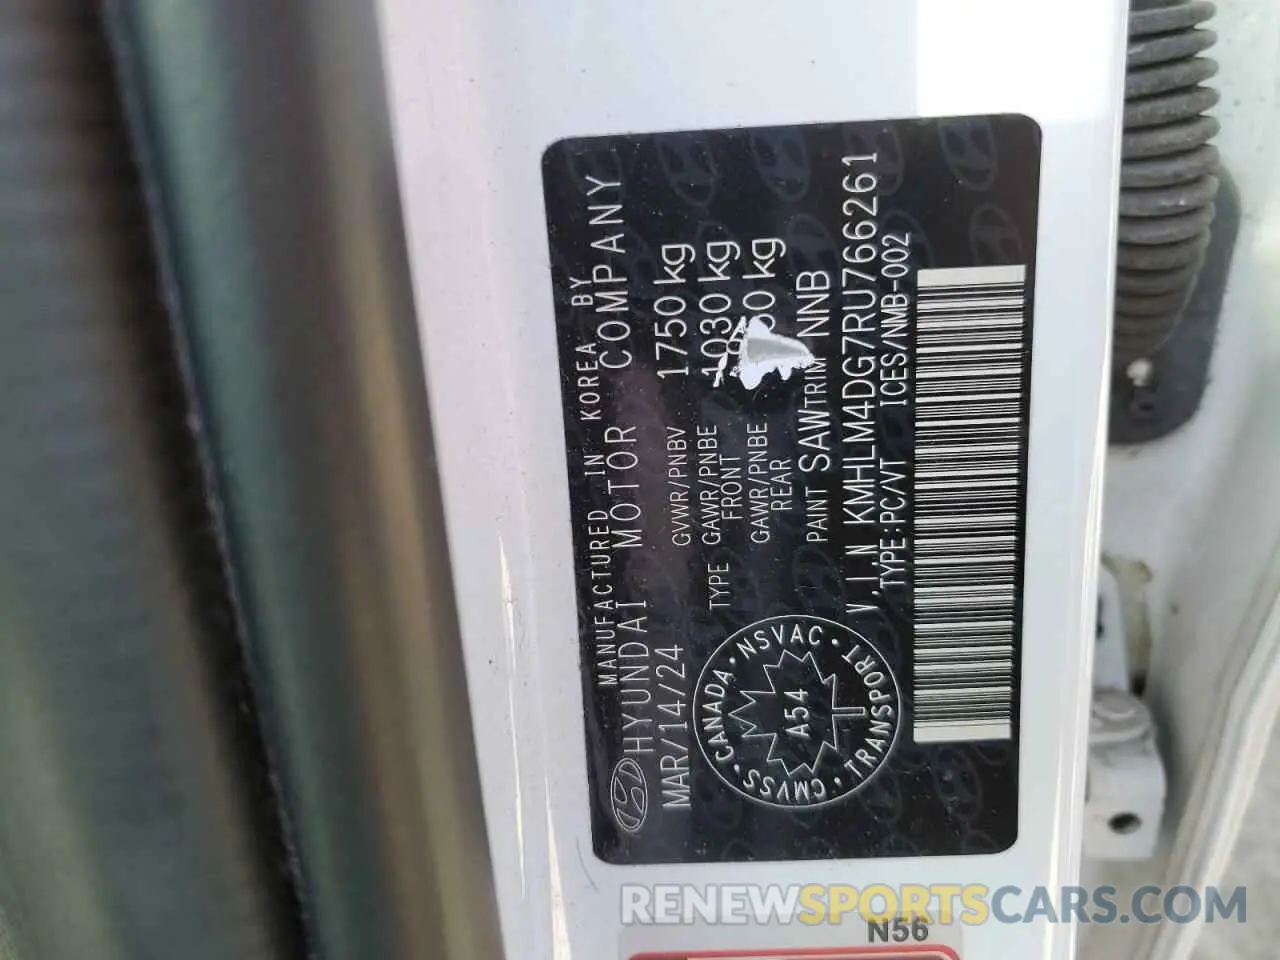 MANUFACTURED IN KOREA BY
HYUNDAI MOTOR COMPANY
MAR/14/24 GVWR/PNBV 1750 kg
TYPE GAWR/PNBE FRONT 1030 kg
GAWR/PNBE REAR kg
PAINT SAW TRIM NNB
V.I.N KMHLM4DG7RU766261
TYPE:PC/VT ICES/NMB-002
CANADA · NSVAC · TRANSPORT · CMVSS ·
A54
N56
RENEWSPORTSCARS.COM